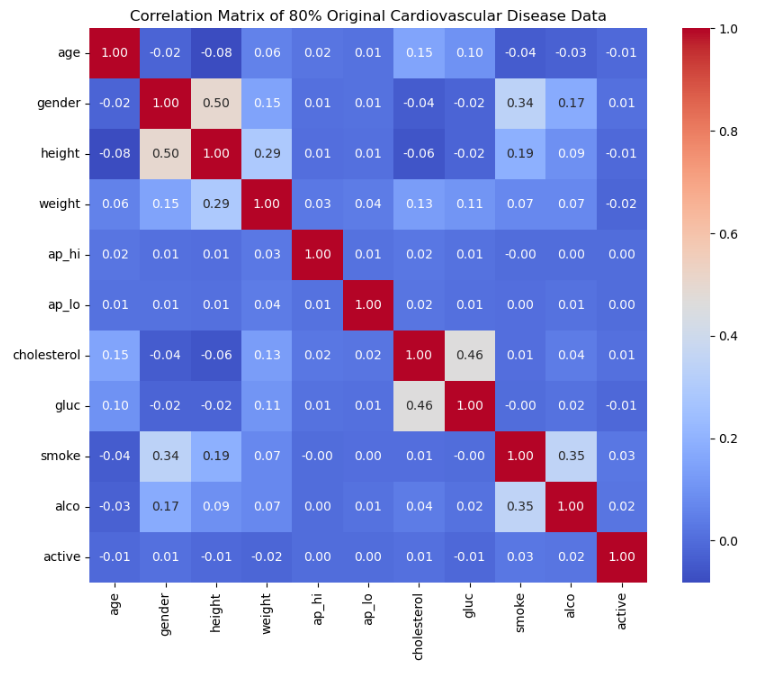 Correlation Matrix of 80% Original Cardiovascular Disease Data
age 1.00 -0.02 -0.08 0.06 0.02 0.01 0.15 0.10 -0.04 -0.03 -0.01
gender -0.02 1.00 0.50 0.15 0.01 0.01 -0.04 -0.02 0.34 0.17 0.01
height -0.08 0.50 1.00 0.29 0.01 0.01 -0.06 -0.02 0.19 0.09 -0.01
weight 0.06 0.15 0.29 1.00 0.03 0.04 0.13 0.11 0.07 0.07 -0.02
ap_hi 0.02 0.01 0.01 0.03 1.00 0.01 0.02 0.01 -0.00 0.00 0.00
ap_lo 0.01 0.01 0.01 0.04 0.01 1.00 0.02 0.01 0.00 0.01 0.00
cholesterol 0.15 -0.04 -0.06 0.13 0.02 0.02 1.00 0.46 0.01 0.04 0.01
gluc 0.10 -0.02 -0.02 0.11 0.01 0.01 0.46 1.00 -0.00 0.02 -0.01
smoke -0.04 0.34 0.19 0.07 -0.00 0.00 0.01 -0.00 1.00 0.35 0.03
alco -0.03 0.17 0.09 0.07 0.00 0.01 0.04 0.02 0.35 1.00 0.02
active -0.01 0.01 -0.01 -0.02 0.00 0.00 0.01 -0.01 0.03 0.02 1.00
age gender height weight ap_hi ap_lo cholesterol gluc smoke alco active
1.0
0.8
0.6
0.4
0.2
0.0